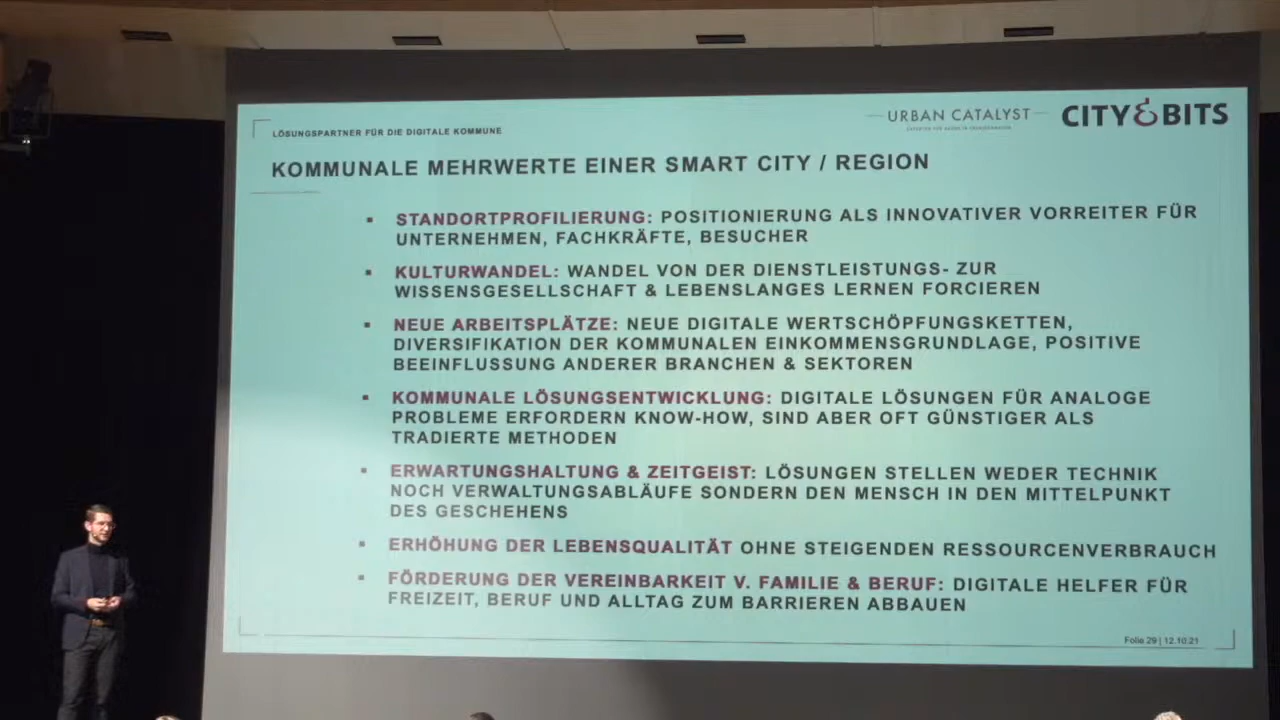 LÖSUNGSPARTNER FÜR DIE DIGITALE KOMMUNE
URBAN CATALYST
CITY & BITS
KOMMUNALE MEHRWERTE EINER SMART CITY / REGION
▪ STANDORTPROFILIERUNG: POSITIONIERUNG ALS INNOVATIVER VORREITER FÜR
UNTERNEHMEN, FACHKRÄFTE, BESUCHER
▪ KULTURWANDEL: WANDEL VON DER DIENSTLEISTUNGS- ZUR
WISSENSGESELLSCHAFT & LEBENSLANGES LERNEN FORCIEREN
▪ NEUE ARBEITSPLÄTZE: NEUE DIGITALE WERTSCHÖPFUNGSKETTEN,
DIVERSIFIKATION DER KOMMUNALEN EINKOMMENSGRUNDLAGE, POSITIVE
BEEINFLUSSUNG ANDERER BRANCHEN & SEKTOREN
▪ KOMMUNALE LÖSUNGSENTWICKLUNG: DIGITALE LÖSUNGEN FÜR ANALOGE
PROBLEME ERFORDERN KNOW-HOW, SIND ABER OFT GÜNSTIGER ALS
TRADIERTE METHODEN
▪ ERWARTUNGSHALTUNG & ZEITGEIST: LÖSUNGEN STELLEN WEDER TECHNIK
NOCH VERWALTUNGSABLÄUFE SONDERN DEN MENSCH IN DEN MITTELPUNKT
DES GESCHEHENS
▪ ERHÖHUNG DER LEBENSQUALITÄT OHNE STEIGENDEN RESSOURCENVERBRAUCH
▪ FÖRDERUNG DER VEREINBARKEIT V. FAMILIE & BERUF: DIGITALE HELFER FÜR
FREIZEIT, BERUF UND ALLTAG ZUM BARRIEREN ABBAUEN
Folie 29 | 12.10.21